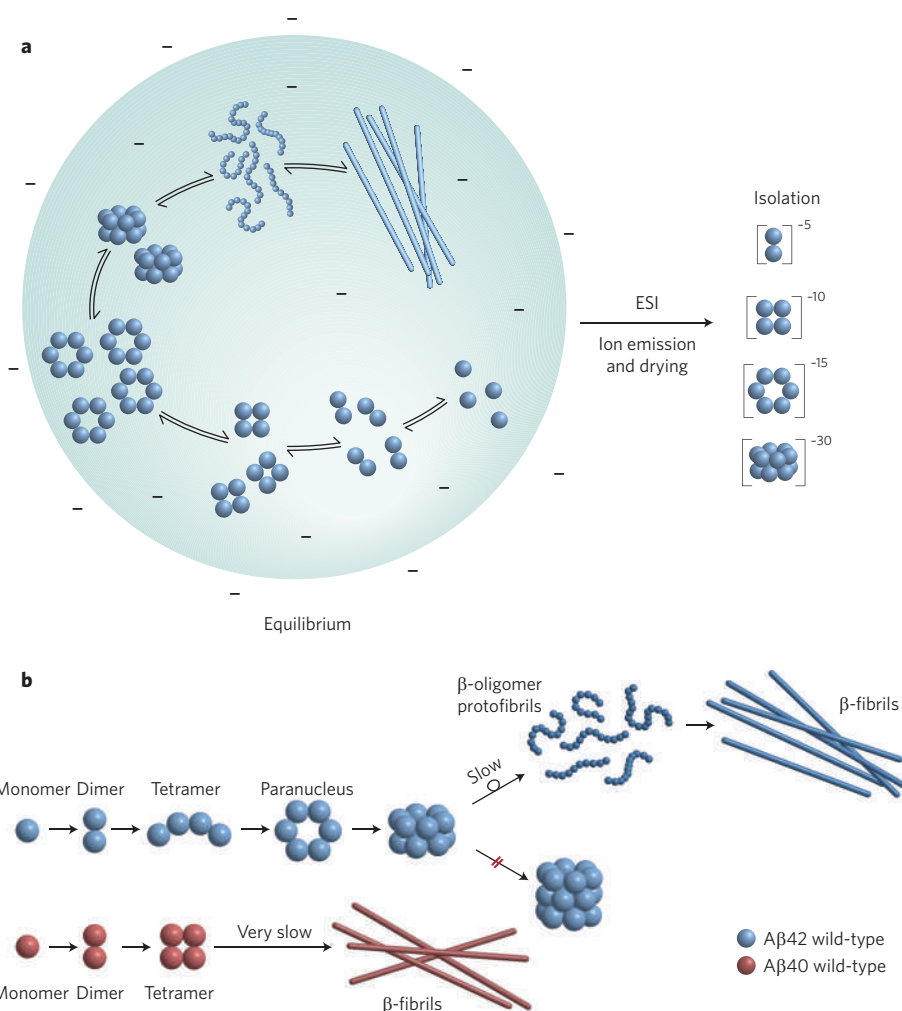 a
Isolation
-5
-10
ESI
Ion emission
and drying
-15
-30
Equilibrium
b
β-oligomer
protofibrils
β-fibrils
Slow
Monomer Dimer Tetramer Paranucleus
Very slow
Monomer Dimer Tetramer
β-fibrils
Aβ42 wild-type
Aβ40 wild-type